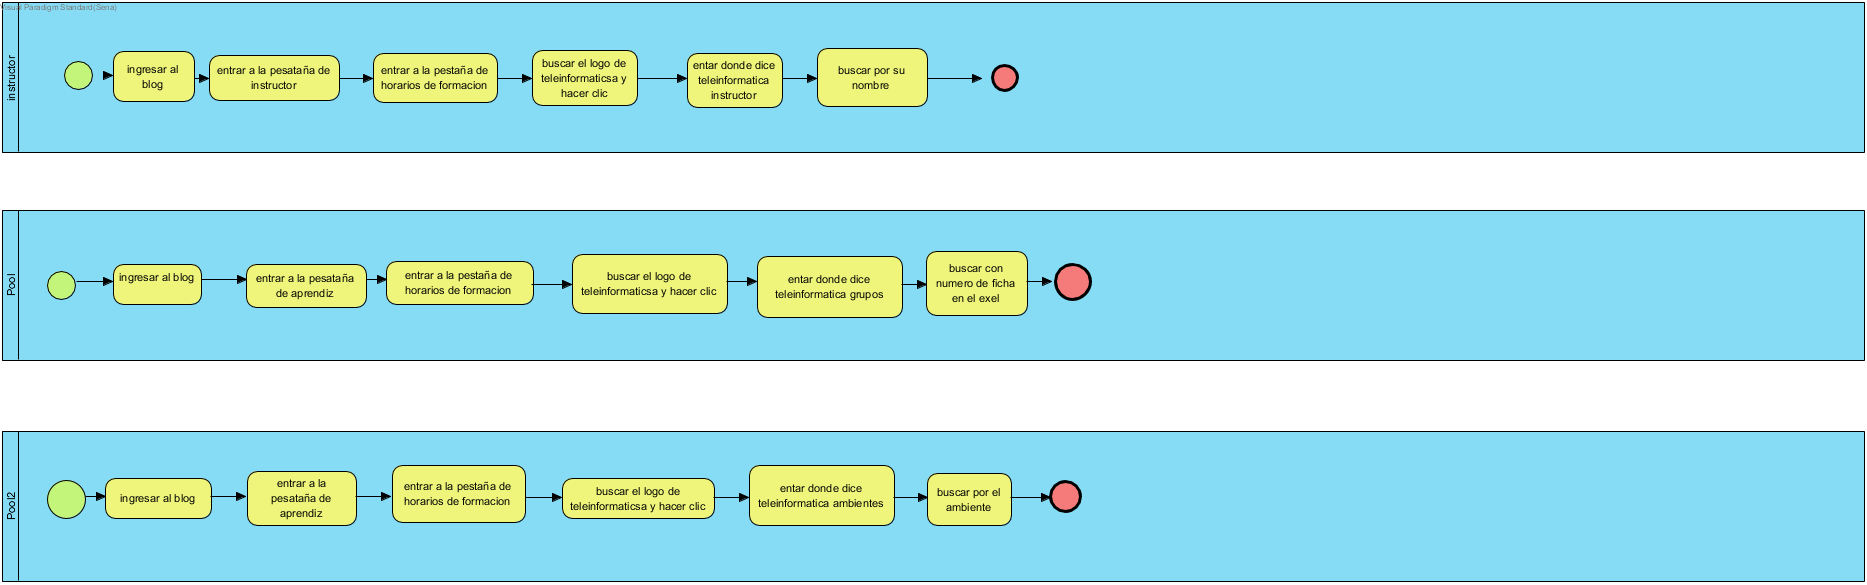 Visual Paradigm Standard(Sena)
instructor
ingresar al
blog
entrar a la pesataña de
instructor
entrar a la pestaña de
horarios de formacion
buscar el logo de
teleinformaticsa y
hacer clic
entar donde dice
teleinformatica
instructor
buscar por su
nombre
Pool
ingresar al blog
entrar a la pesataña
de aprendiz
entrar a la pestaña de
horarios de formacion
buscar el logo de
teleinformaticsa y hacer clic
entar donde dice
teleinformatica grupos
buscar con
numero de ficha
en el exel
Pool2
ingresar al blog
entrar a la
pesataña de
aprendiz
entrar a la pestaña de
horarios de formacion
buscar el logo de
teleinformaticsa y hacer clic
entar donde dice
teleinformatica ambientes
buscar por el
ambiente